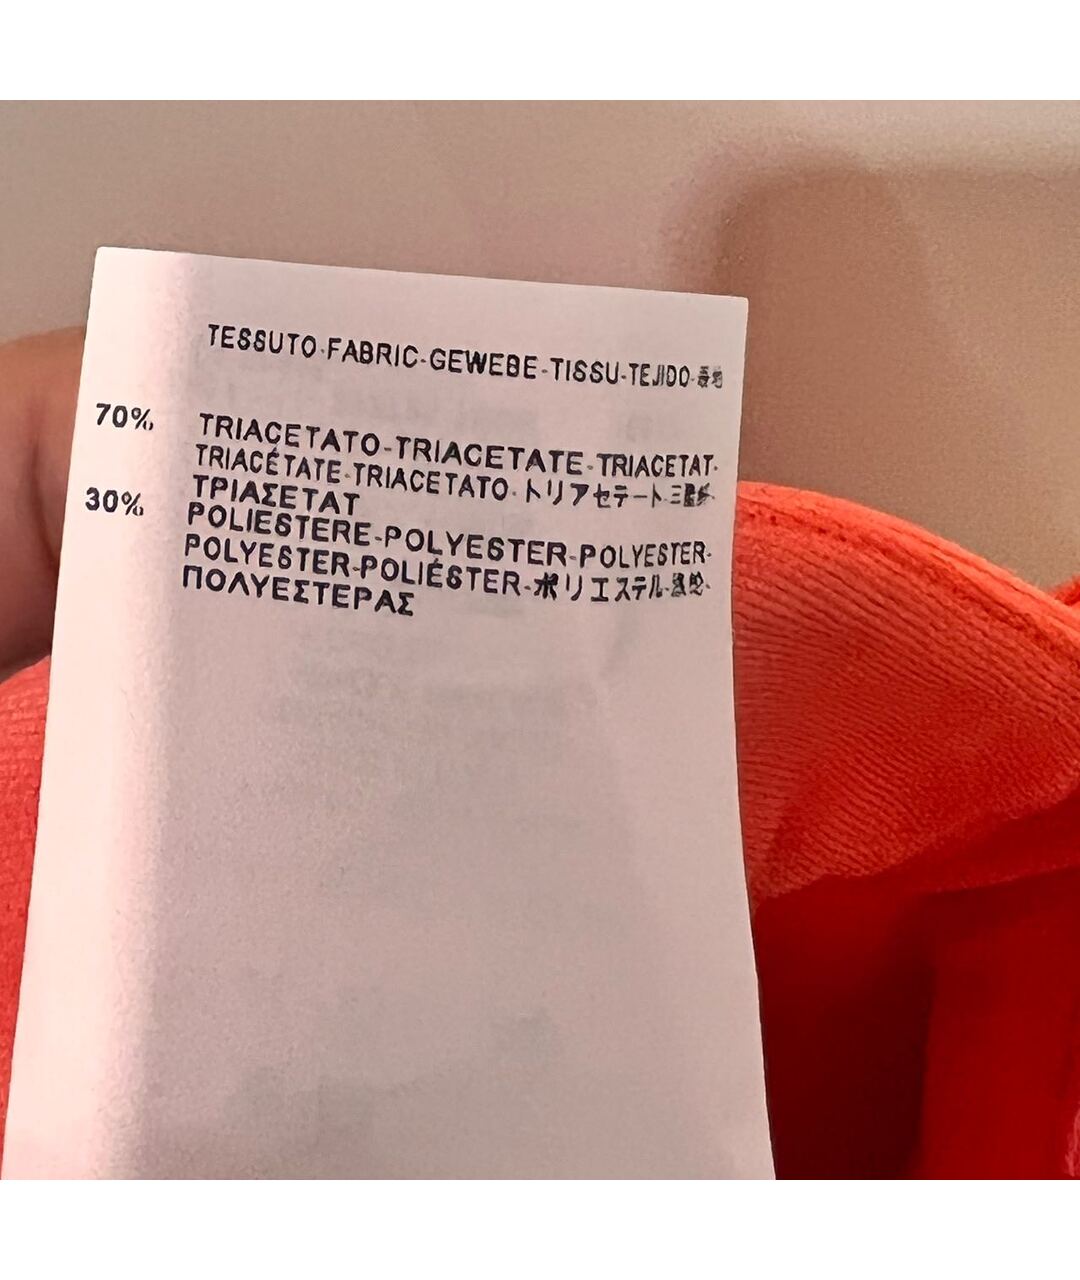 TESSUTO-FABRIC-GEWEBE-TISSU-TEJIDO-
70% TRIACETATO-TRIACETATE-TRIACETAT-
TRIACÉTATE-TRIACETATO-トリアセテート-
ΤΡΙΑΣΕΤΑΤ
30% POLIESTERE-POLYESTER-POLYESTER-
POLYESTER-POLIÉSTER-ポリエステル-
ΠΟΛΥΕΣΤΕΡΑΣ